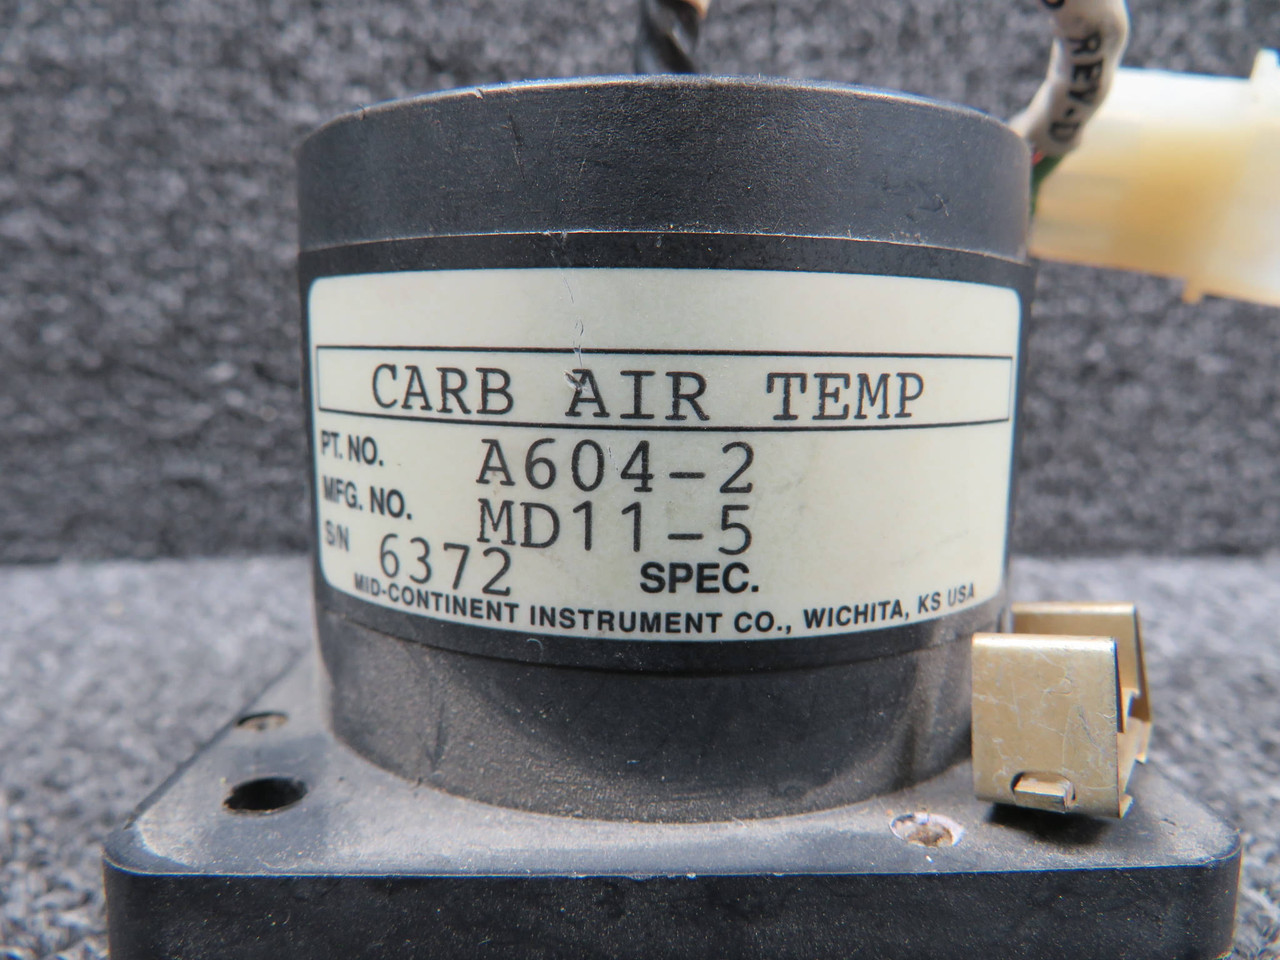 REV·D
CARB AIR TEMP
PT. NO. A604-2
MFG. NO. MD11-5
S/N 6372 SPEC.
MID-CONTINENT INSTRUMENT CO., WICHITA, KS USA